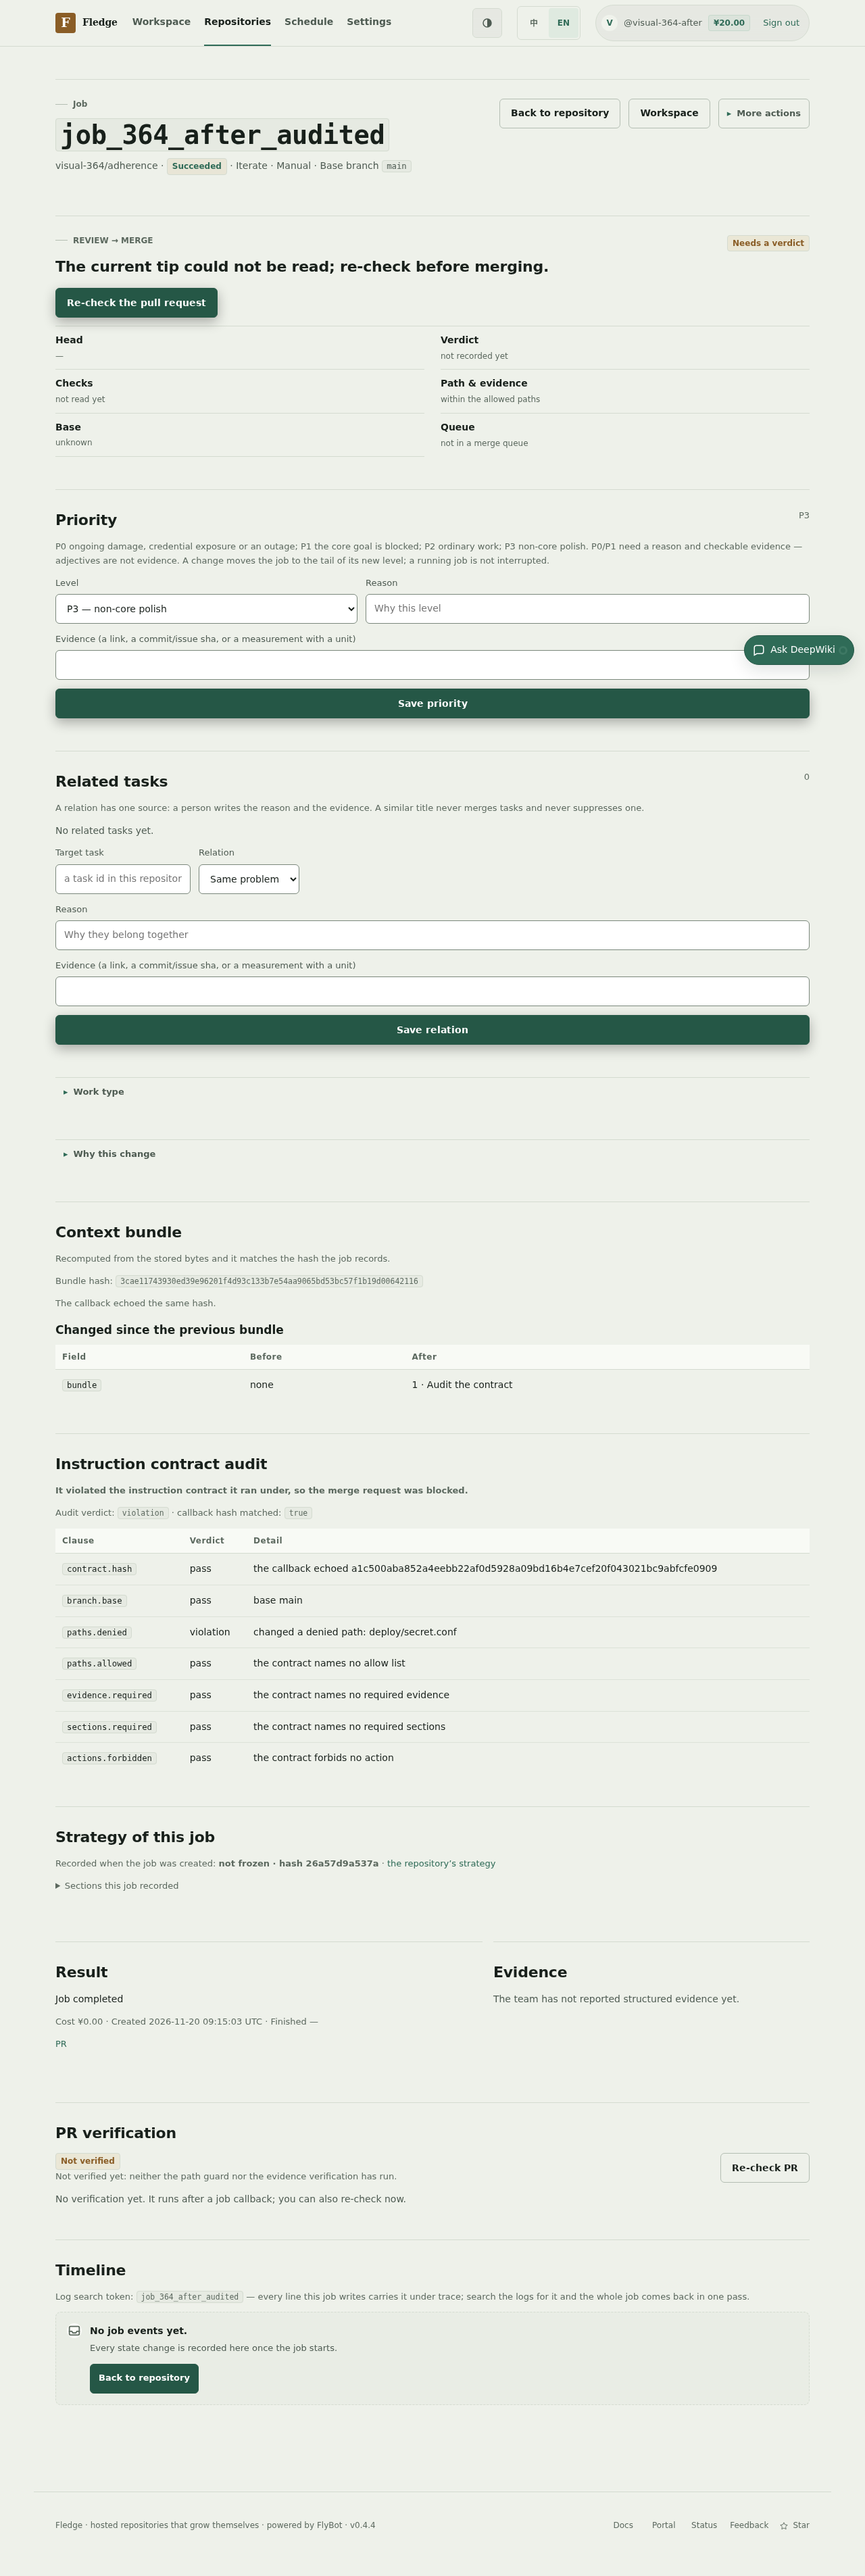 F Fledge Workspace Repositories Schedule Settings 中 EN V @visual-364-after ¥20.00 Sign out
Job
job_364_after_audited
Back to repository Workspace ▸ More actions
visual-364/adherence · Succeeded · Iterate · Manual · Base branch main
REVIEW → MERGE
Needs a verdict
The current tip could not be read; re-check before merging.
Re-check the pull request
Head
—
Verdict
not recorded yet
Checks
not read yet
Path & evidence
within the allowed paths
Base
unknown
Queue
not in a merge queue
Priority
P3
P0 ongoing damage, credential exposure or an outage; P1 the core goal is blocked; P2 ordinary work; P3 non-core polish. P0/P1 need a reason and checkable evidence —
adjectives are not evidence. A change moves the job to the tail of its new level; a running job is not interrupted.
Level
Reason
P3 — non-core polish
Why this level
Evidence (a link, a commit/issue sha, or a measurement with a unit)
Ask DeepWiki
Save priority
Related tasks
0
A relation has one source: a person writes the reason and the evidence. A similar title never merges tasks and never suppresses one.
No related tasks yet.
Target task
Relation
a task id in this repositor
Same problem
Reason
Why they belong together
Evidence (a link, a commit/issue sha, or a measurement with a unit)
Save relation
▸ Work type
▸ Why this change
Context bundle
Recomputed from the stored bytes and it matches the hash the job records.
Bundle hash: 3cae11743930ed39e96201f4d93c133b7e54aa9065bd53bc57f1b19d00642116
The callback echoed the same hash.
Changed since the previous bundle
Field Before After
bundle none 1 · Audit the contract
Instruction contract audit
It violated the instruction contract it ran under, so the merge request was blocked.
Audit verdict: violation · callback hash matched: true
Clause Verdict Detail
contract.hash pass the callback echoed a1c500aba852a4eebb22af0d5928a09bd16b4e7cef20f043021bc9abfcfe0909
branch.base pass base main
paths.denied violation changed a denied path: deploy/secret.conf
paths.allowed pass the contract names no allow list
evidence.required pass the contract names no required evidence
sections.required pass the contract names no required sections
actions.forbidden pass the contract forbids no action
Strategy of this job
Recorded when the job was created: not frozen · hash 26a57d9a537a · the repository's strategy
▶ Sections this job recorded
Result
Job completed
Cost ¥0.00 · Created 2026-11-20 09:15:03 UTC · Finished —
PR
Evidence
The team has not reported structured evidence yet.
PR verification
Not verified
Not verified yet: neither the path guard nor the evidence verification has run.
Re-check PR
No verification yet. It runs after a job callback; you can also re-check now.
Timeline
Log search token: job_364_after_audited — every line this job writes carries it under trace; search the logs for it and the whole job comes back in one pass.
No job events yet.
Every state change is recorded here once the job starts.
Back to repository
Fledge · hosted repositories that grow themselves · powered by FlyBot · v0.4.4
Docs Portal Status Feedback Star